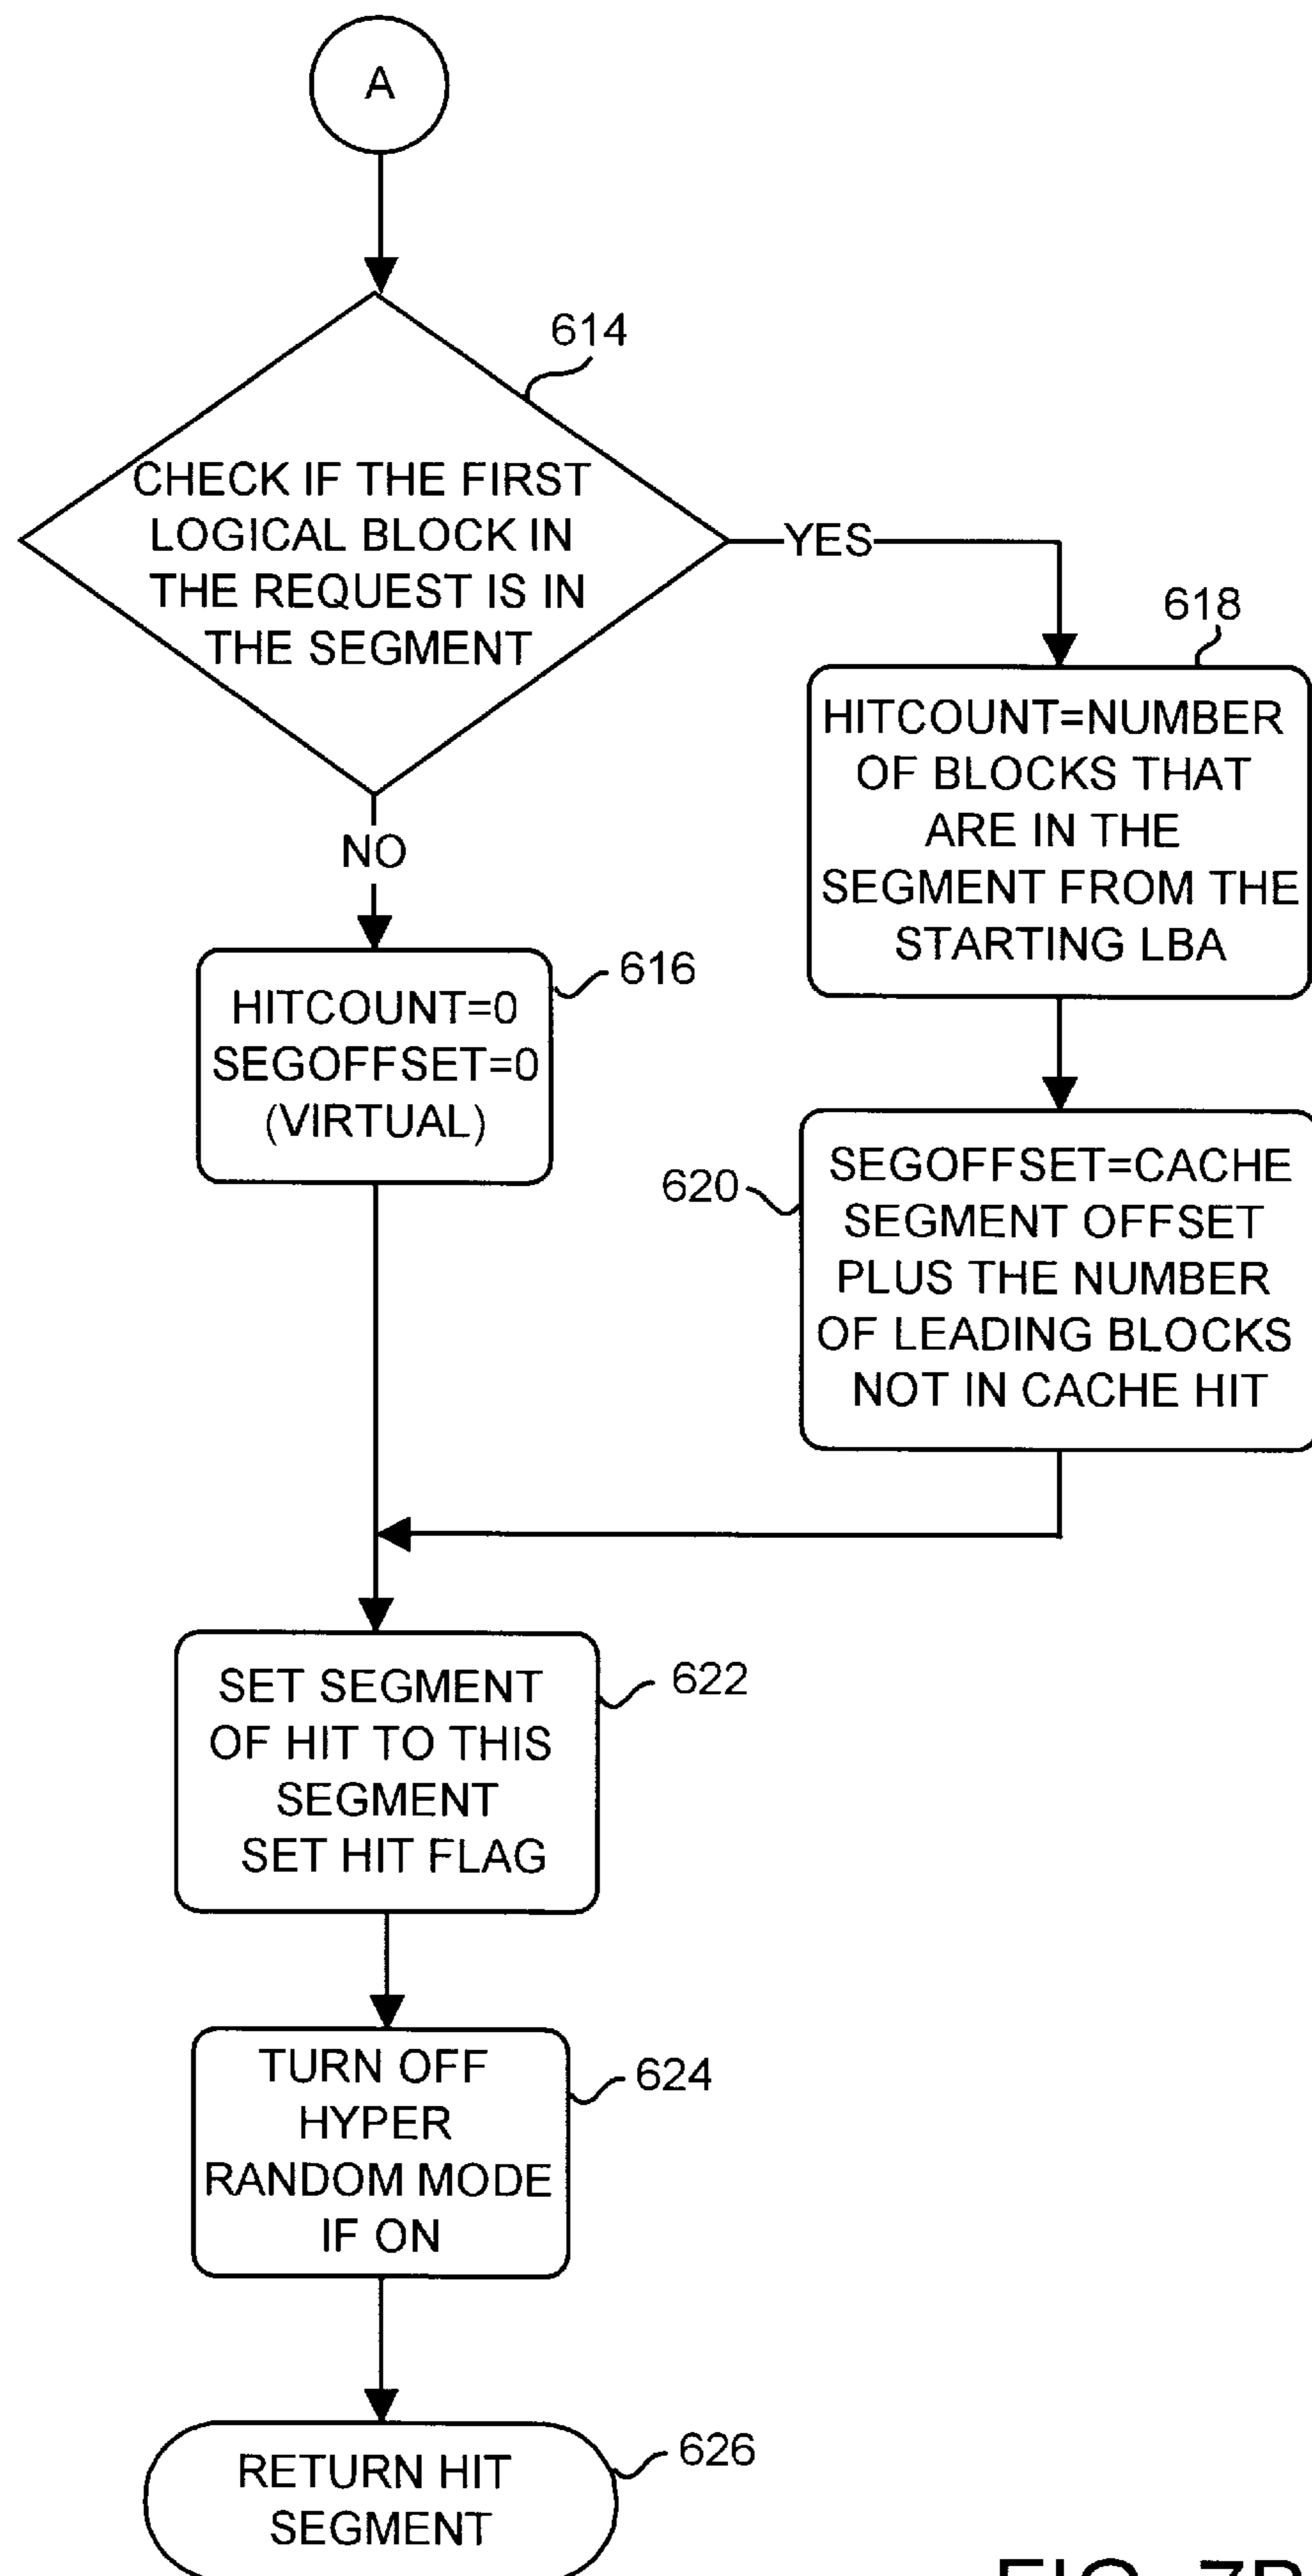 A
614
CHECK IF THE FIRST
LOGICAL BLOCK IN
THE REQUEST IS IN
THE SEGMENT
YES
618
HITCOUNT=NUMBER
OF BLOCKS THAT
ARE IN THE
SEGMENT FROM THE
STARTING LBA
NO
616
HITCOUNT=0
SEGOFFSET=0
(VIRTUAL)
620
SEGOFFSET=CACHE
SEGMENT OFFSET
PLUS THE NUMBER
OF LEADING BLOCKS
NOT IN CACHE HIT
622
SET SEGMENT
OF HIT TO THIS
SEGMENT
SET HIT FLAG
624
TURN OFF
HYPER
RANDOM MODE
IF ON
626
RETURN HIT
SEGMENT